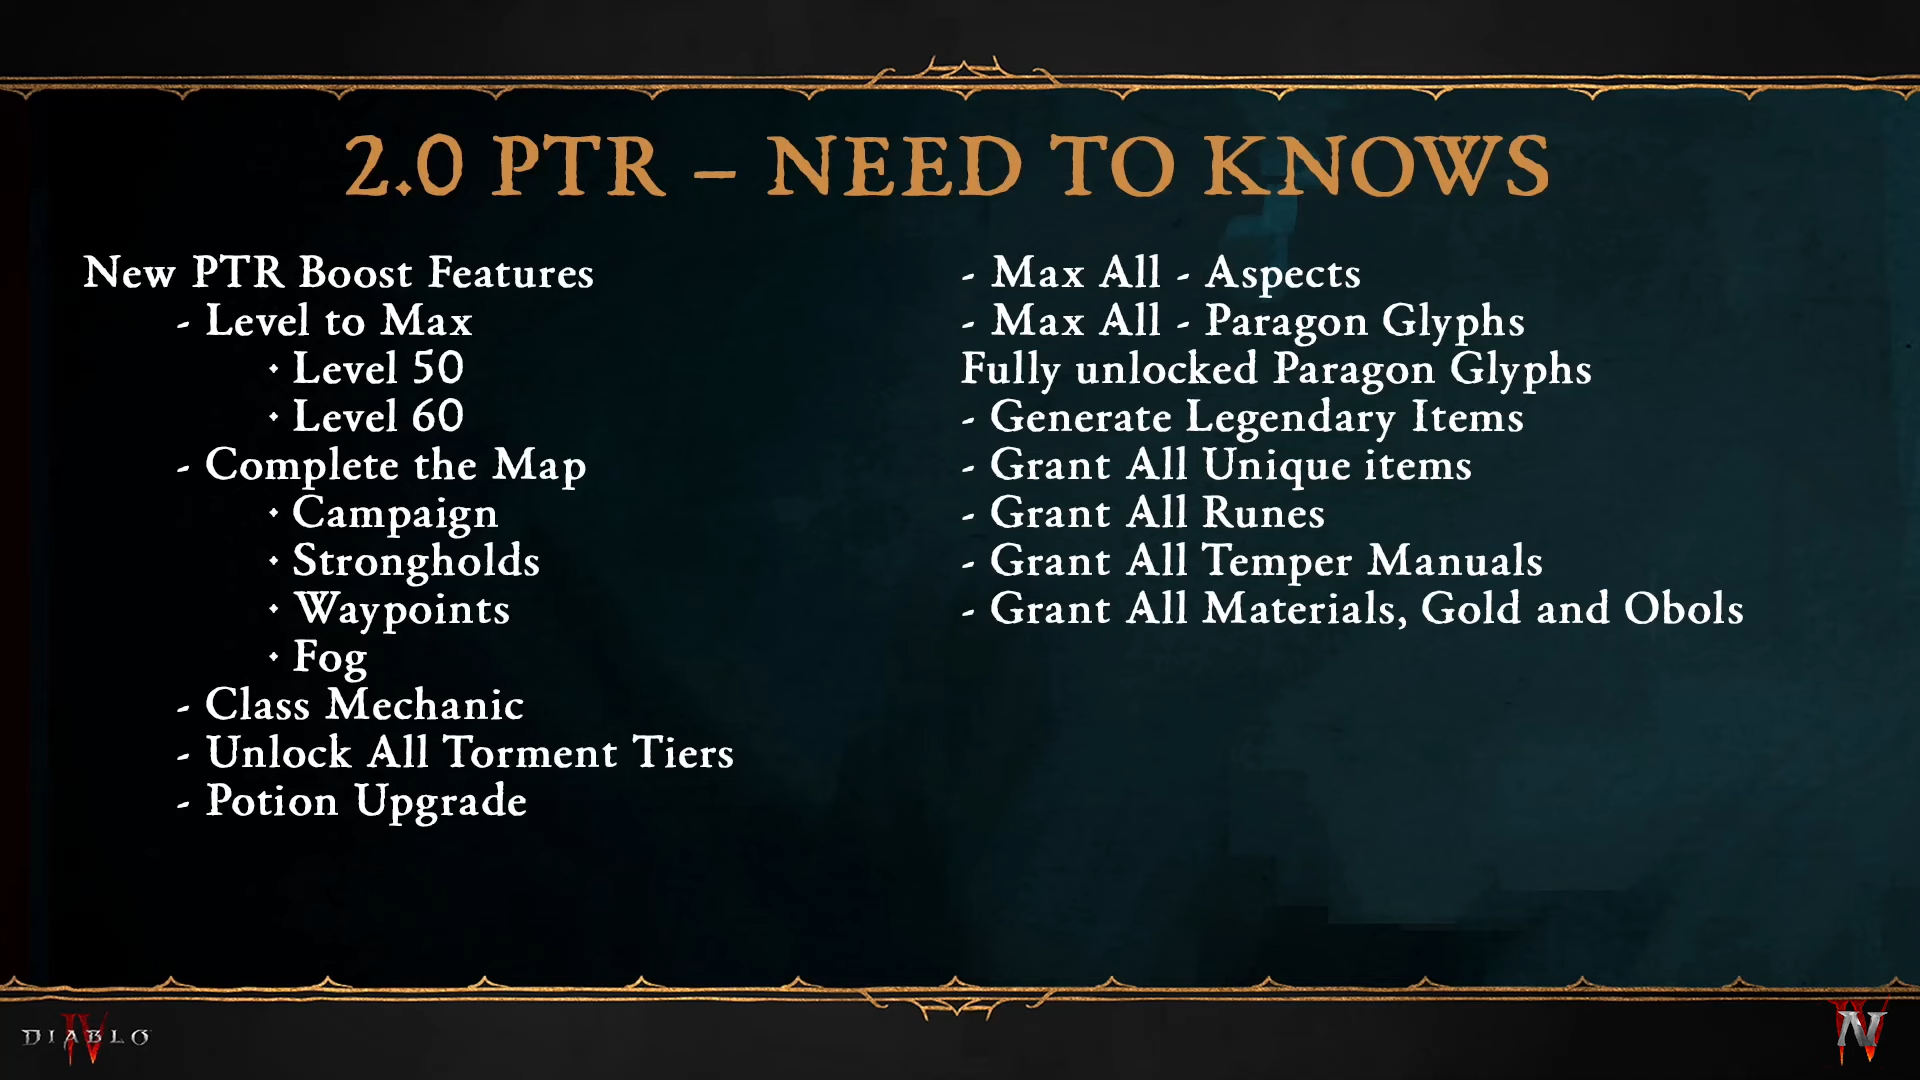 2.0 PTR – NEED TO KNOWS
New PTR Boost Features
- Level to Max
• Level 50
• Level 60
- Complete the Map
• Campaign
• Strongholds
• Waypoints
• Fog
- Class Mechanic
- Unlock All Torment Tiers
- Potion Upgrade
- Max All - Aspects
- Max All - Paragon Glyphs
Fully unlocked Paragon Glyphs
- Generate Legendary Items
- Grant All Unique items
- Grant All Runes
- Grant All Temper Manuals
- Grant All Materials, Gold and Obols
DIABLO IV
IV N